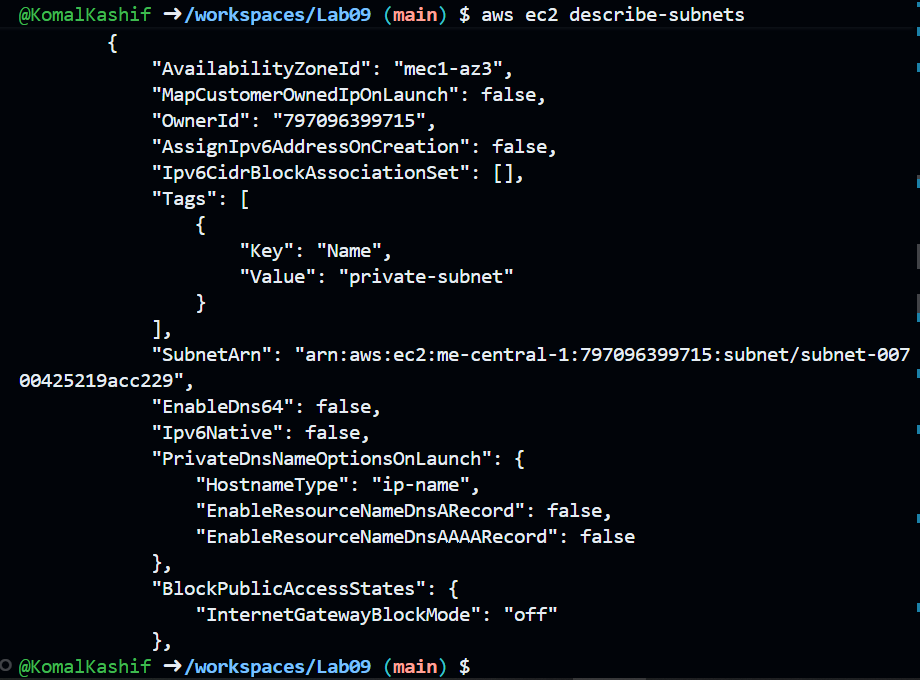 @KomalKashif ➜/workspaces/Lab09 (main) $ aws ec2 describe-subnets
{
"AvailabilityZoneId": "mec1-az3",
"MapCustomerOwnedIpOnLaunch": false,
"OwnerId": "797096399715",
"AssignIpv6AddressOnCreation": false,
"Ipv6CidrBlockAssociationSet": [],
"Tags": [
{
"Key": "Name",
"Value": "private-subnet"
}
],
"SubnetArn": "arn:aws:ec2:me-central-1:797096399715:subnet/subnet-007
00425219acc229",
"EnableDns64": false,
"Ipv6Native": false,
"PrivateDnsNameOptionsOnLaunch": {
"HostnameType": "ip-name",
"EnableResourceNameDnsARecord": false,
"EnableResourceNameDnsAAAARecord": false
},
"BlockPublicAccessStates": {
"InternetGatewayBlockMode": "off"
},
@KomalKashif ➜/workspaces/Lab09 (main) $